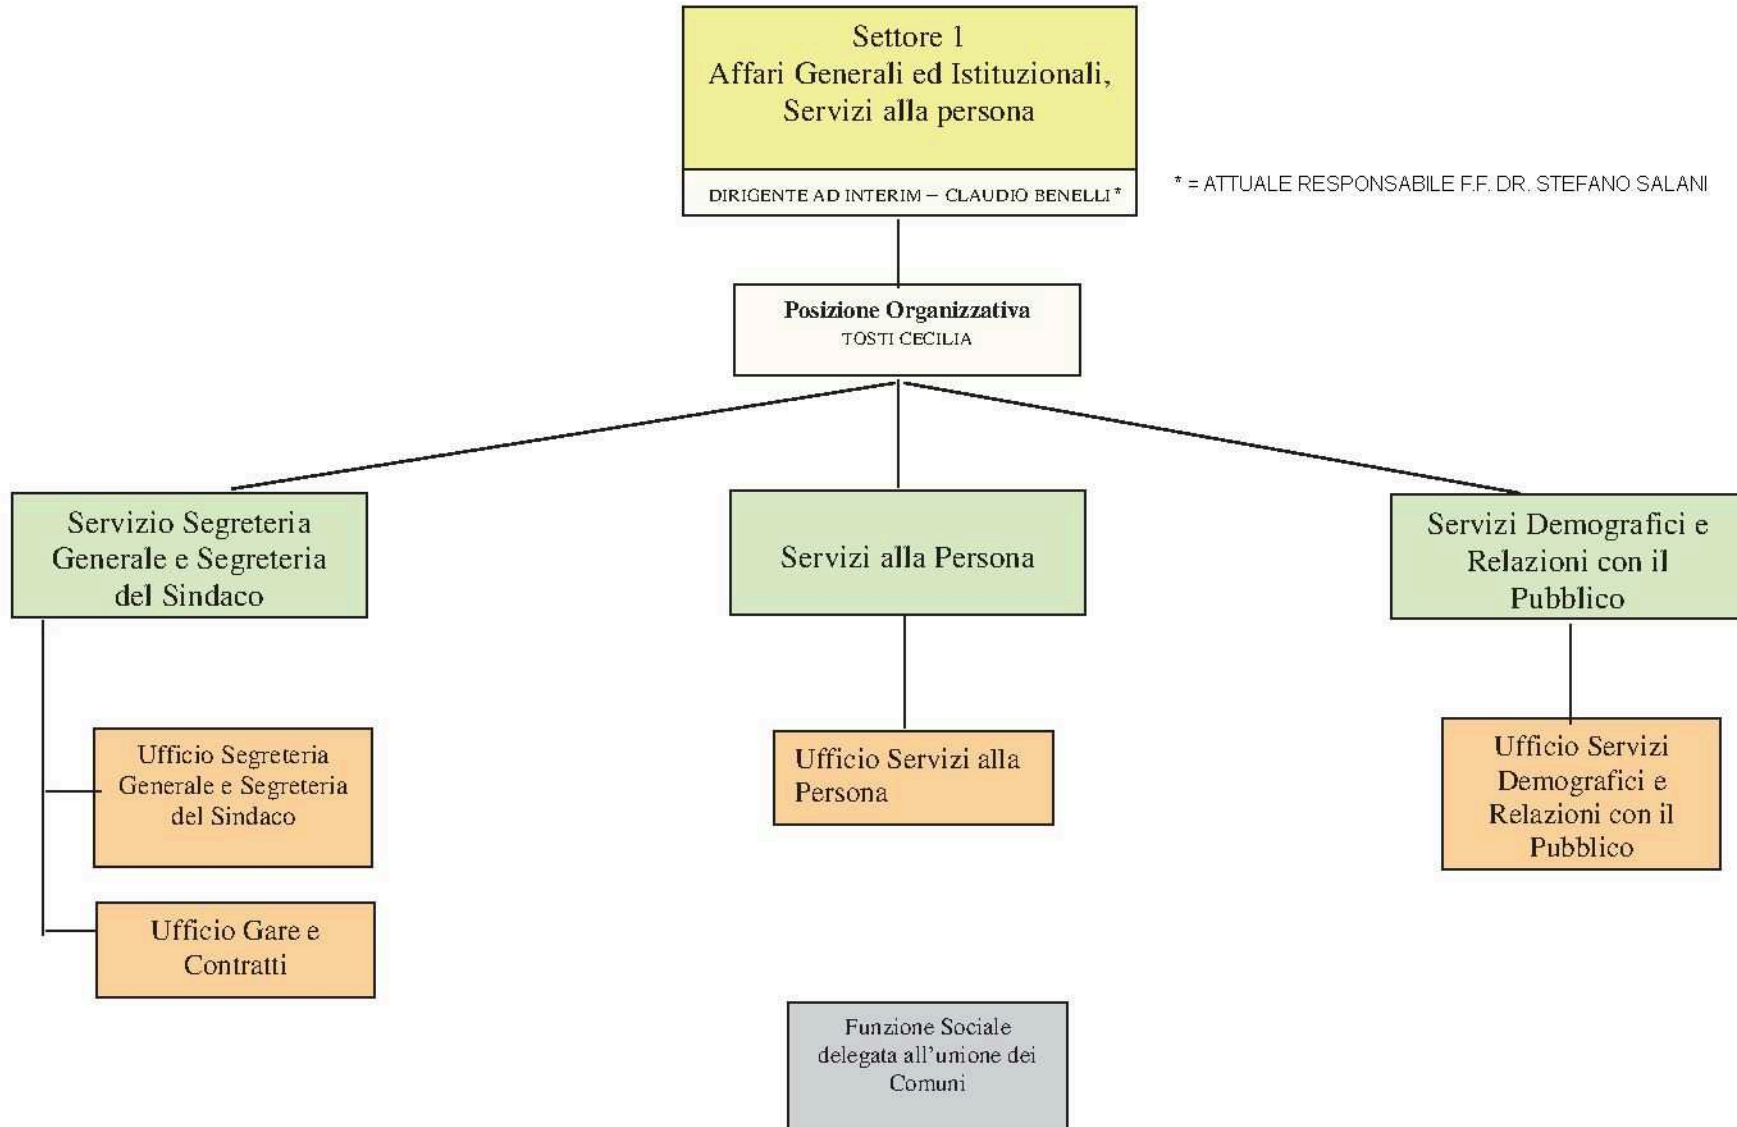 Settore 1
Affari Generali ed Istituzionali,
Servizi alla persona
DIRIGENTE AD INTERIM – CLAUDIO BENELLI *
* = ATTUALE RESPONSABILE F.F. DR. STEFANO SALANI
Posizione Organizzativa
TOSTI CECILIA
Servizio Segreteria
Generale e Segreteria
del Sindaco
Servizi alla Persona
Servizi Demografici e
Relazioni con il
Pubblico
Ufficio Segreteria
Generale e Segreteria
del Sindaco
Ufficio Servizi alla
Persona
Ufficio Servizi
Demografici e
Relazioni con il
Pubblico
Ufficio Gare e
Contratti
Funzione Sociale
delegata all’unione dei
Comuni